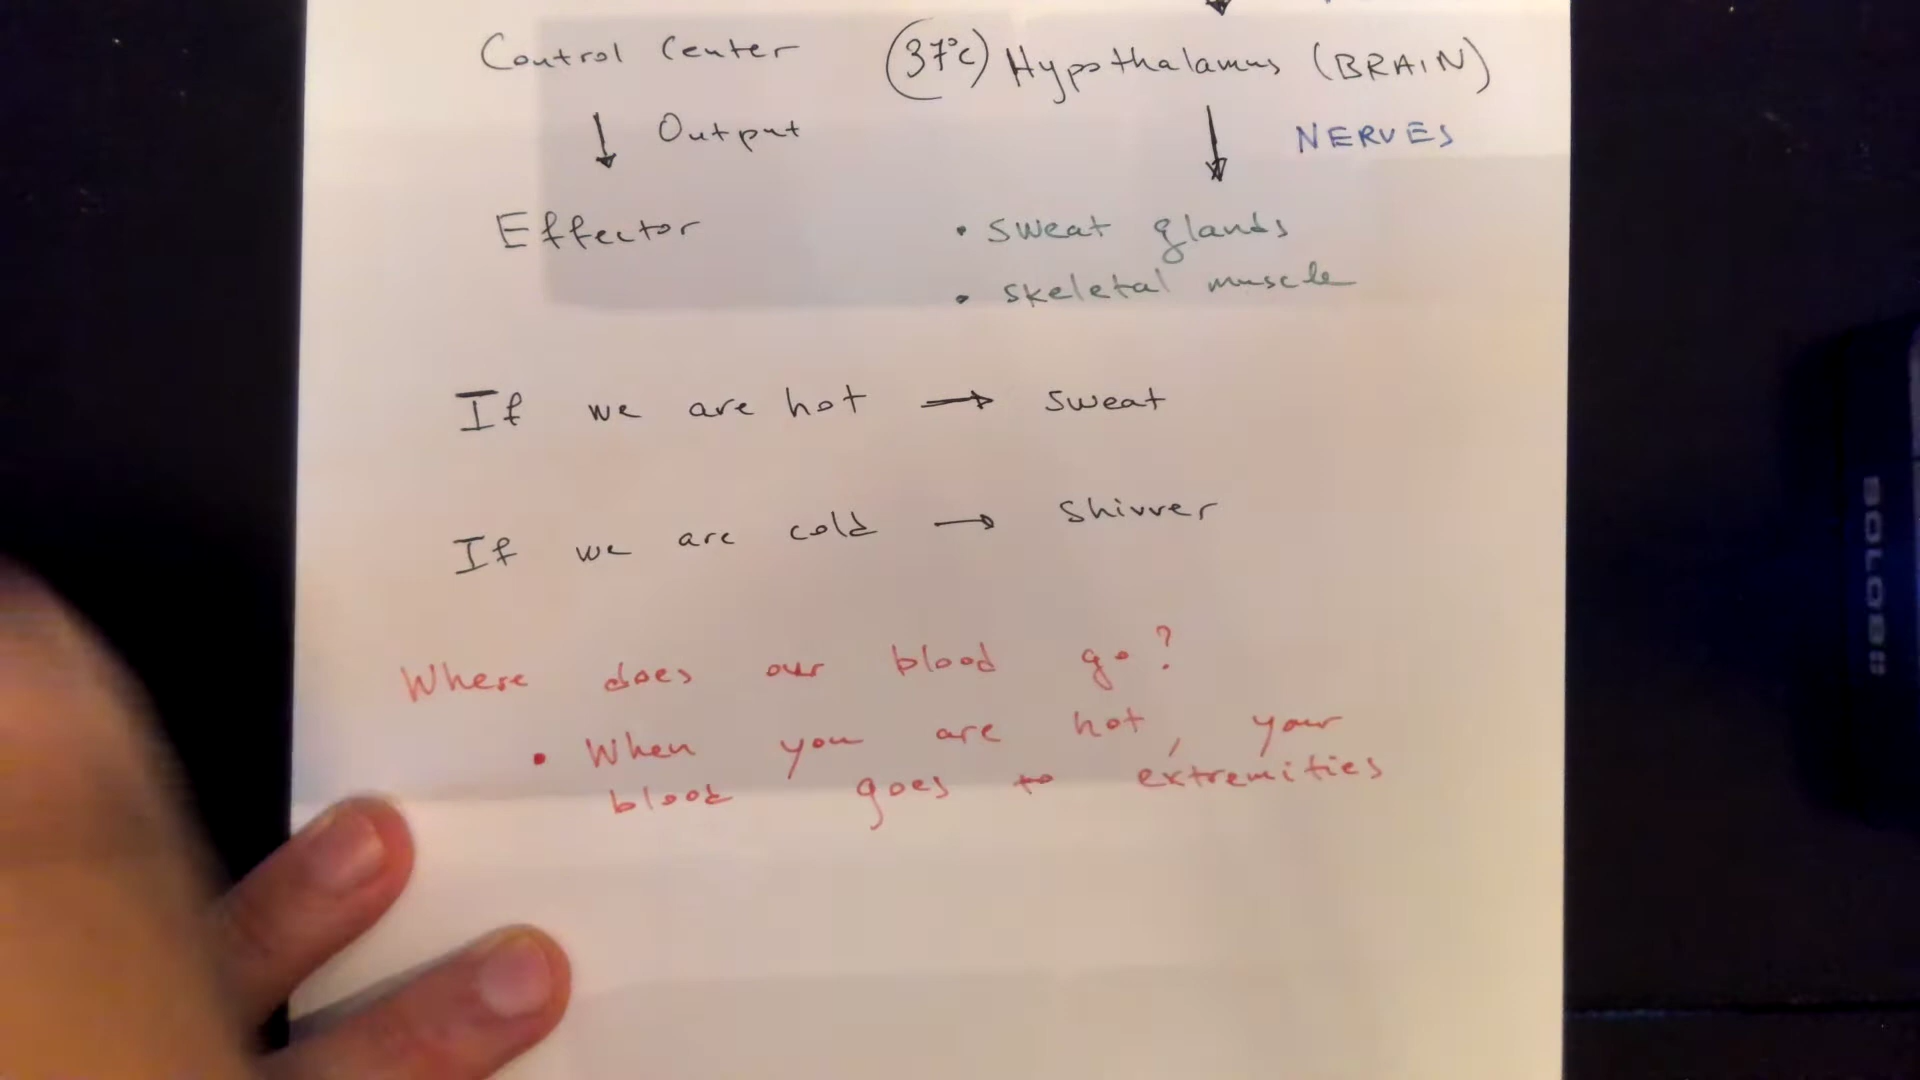 Control Center (37°c) Hypothalamus (BRAIN)
↓ Output ↓ NERVES
Effector • sweat glands
• skeletal muscle
If we are hot → sweat
If we are cold → shivver
Where does our blood go?
• When you are hot, your
blood goes to extremities